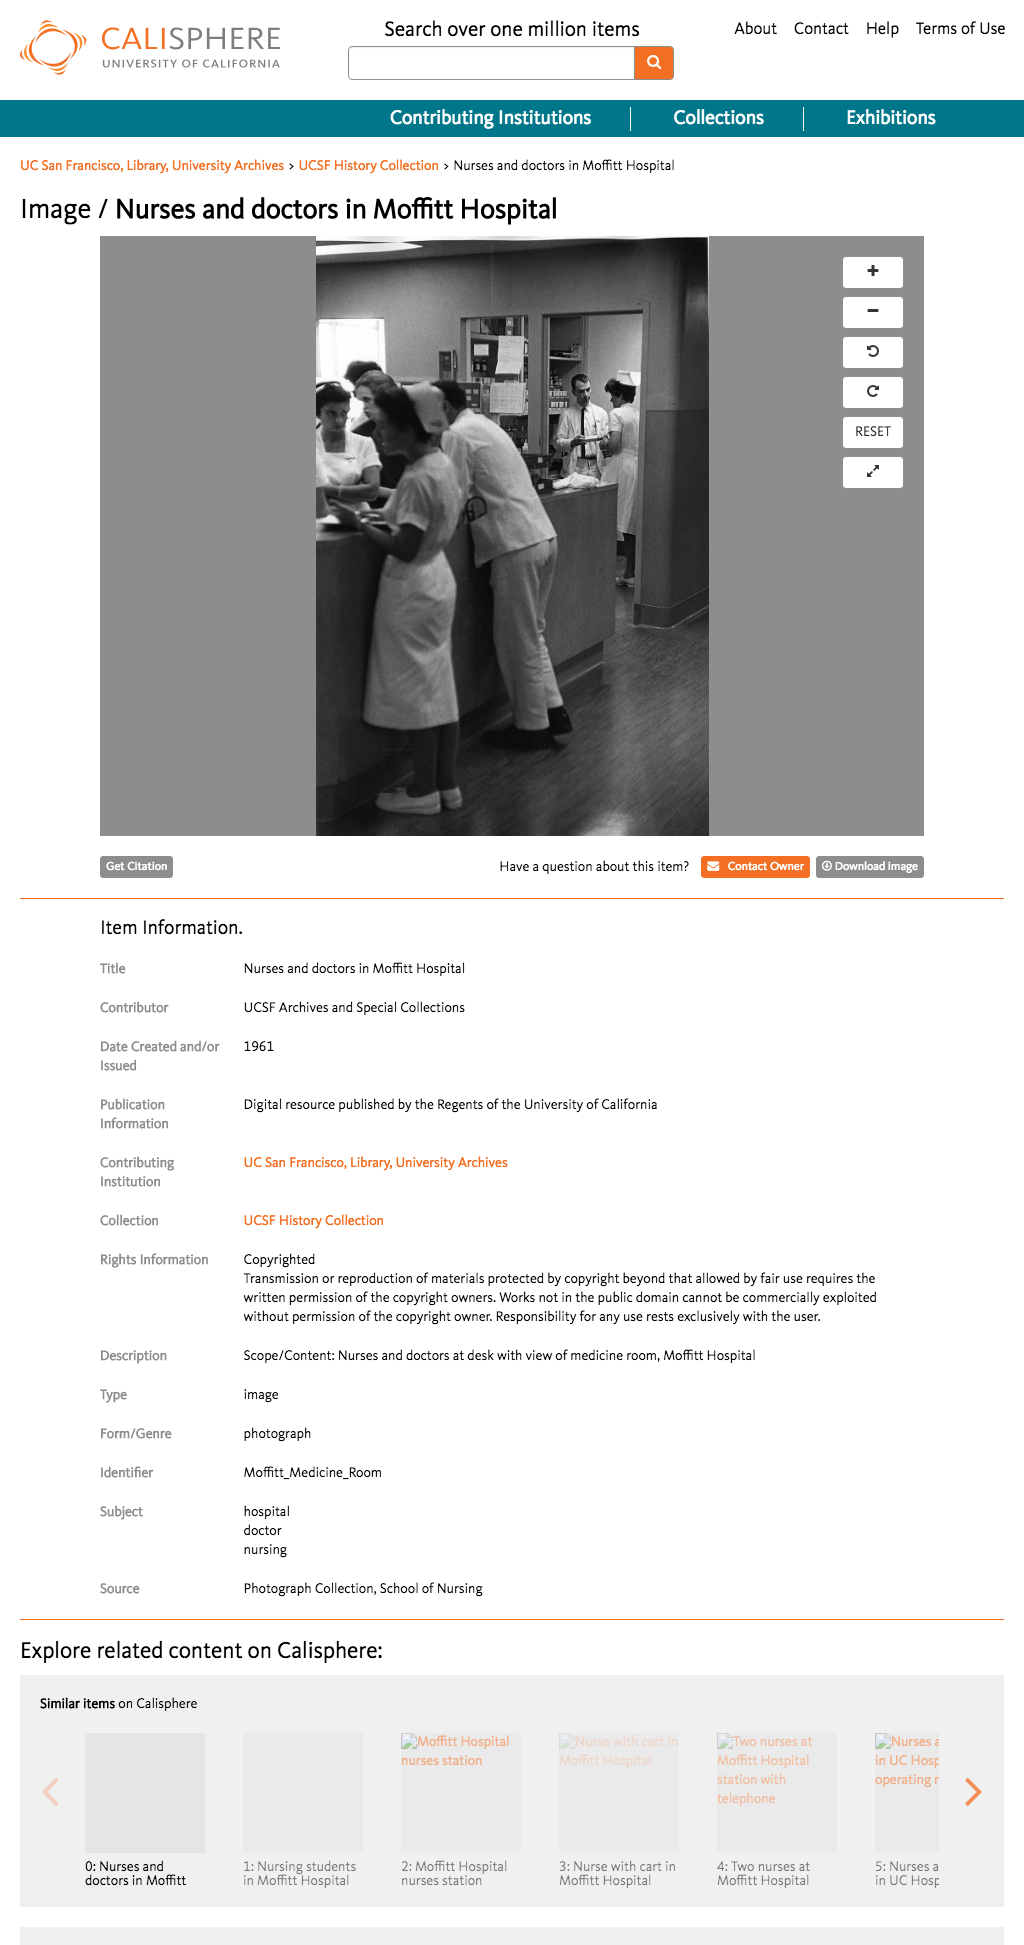 CALISPHERE
UNIVERSITY OF CALIFORNIA
Search over one million items
About Contact Help Terms of Use
Contributing Institutions
Collections
Exhibitions
UC San Francisco, Library, University Archives > UCSF History Collection > Nurses and doctors in Moffitt Hospital
Image / Nurses and doctors in Moffitt Hospital
RESET
Get Citation
Have a question about this item?
Contact Owner
Download image
Item Information.
Title
Nurses and doctors in Moffitt Hospital
Contributor
UCSF Archives and Special Collections
Date Created and/or
Issued
1961
Publication
Information
Digital resource published by the Regents of the University of California
Contributing
Institution
UC San Francisco, Library, University Archives
Collection
UCSF History Collection
Rights Information
Copyrighted
Transmission or reproduction of materials protected by copyright beyond that allowed by fair use requires the
written permission of the copyright owners. Works not in the public domain cannot be commercially exploited
without permission of the copyright owner. Responsibility for any use rests exclusively with the user.
Description
Scope/Content: Nurses and doctors at desk with view of medicine room, Moffitt Hospital
Type
image
Form/Genre
photograph
Identifier
Moffitt_Medicine_Room
Subject
hospital
doctor
nursing
Source
Photograph Collection, School of Nursing
Explore related content on Calisphere:
Similar items on Calisphere
0: Nurses and
doctors in Moffitt
1: Nursing students
in Moffitt Hospital
Moffitt Hospital
nurses station
2: Moffitt Hospital
nurses station
Nurse with cart in
Moffitt Hospital
3: Nurse with cart in
Moffitt Hospital
Two nurses at
Moffitt Hospital
station with
telephone
4: Two nurses at
Moffitt Hospital
Nurses a
in UC Hosp
operating r
5: Nurses a
in UC Hosp